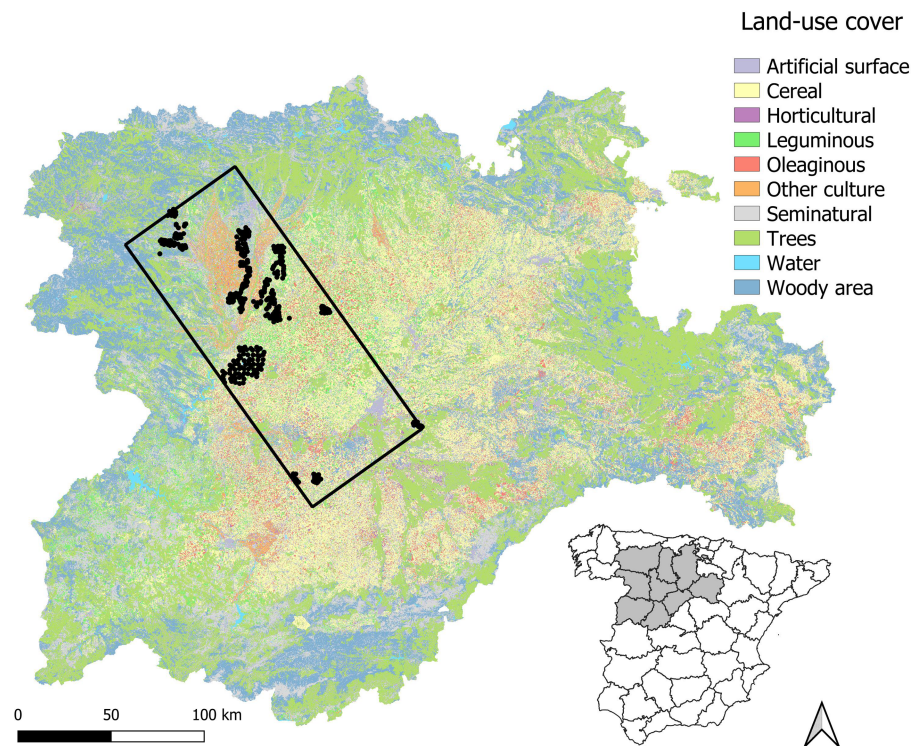 Land-use cover
Artificial surface
Cereal
Horticultural
Leguminous
Oleaginous
Other culture
Seminatural
Trees
Water
Woody area
0 50 100 km